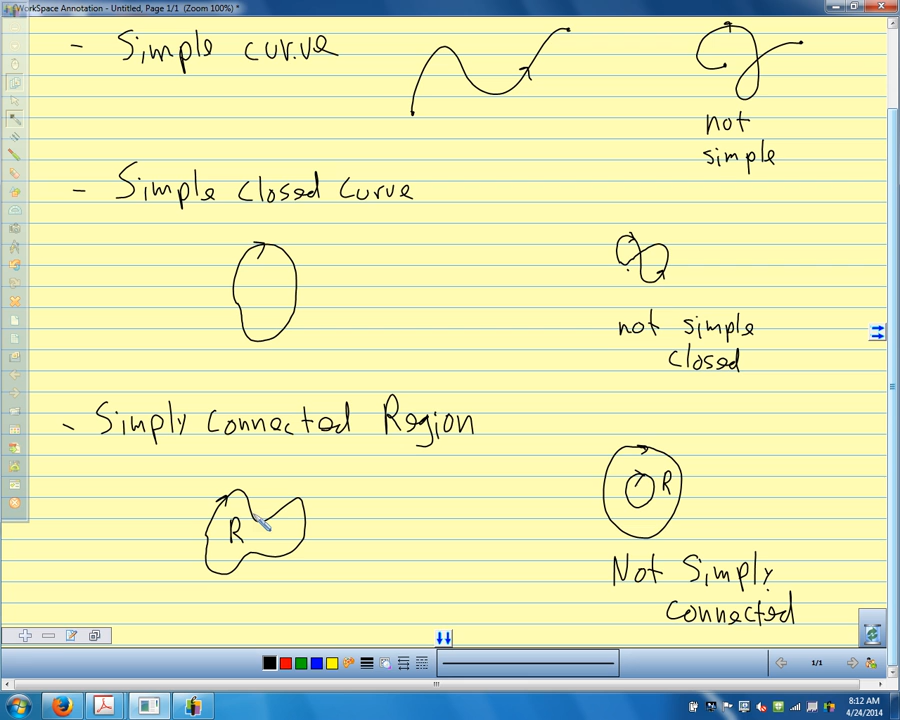 WorkSpace Annotation - Untitled, Page 1/1 (Zoom 100%) *
- Simple curve
not
simple
- Simple Closed Curve
not simple
closed
- Simply Connected Region
R
R
Not Simply
Connected
1/1
8:12 AM
4/24/2014